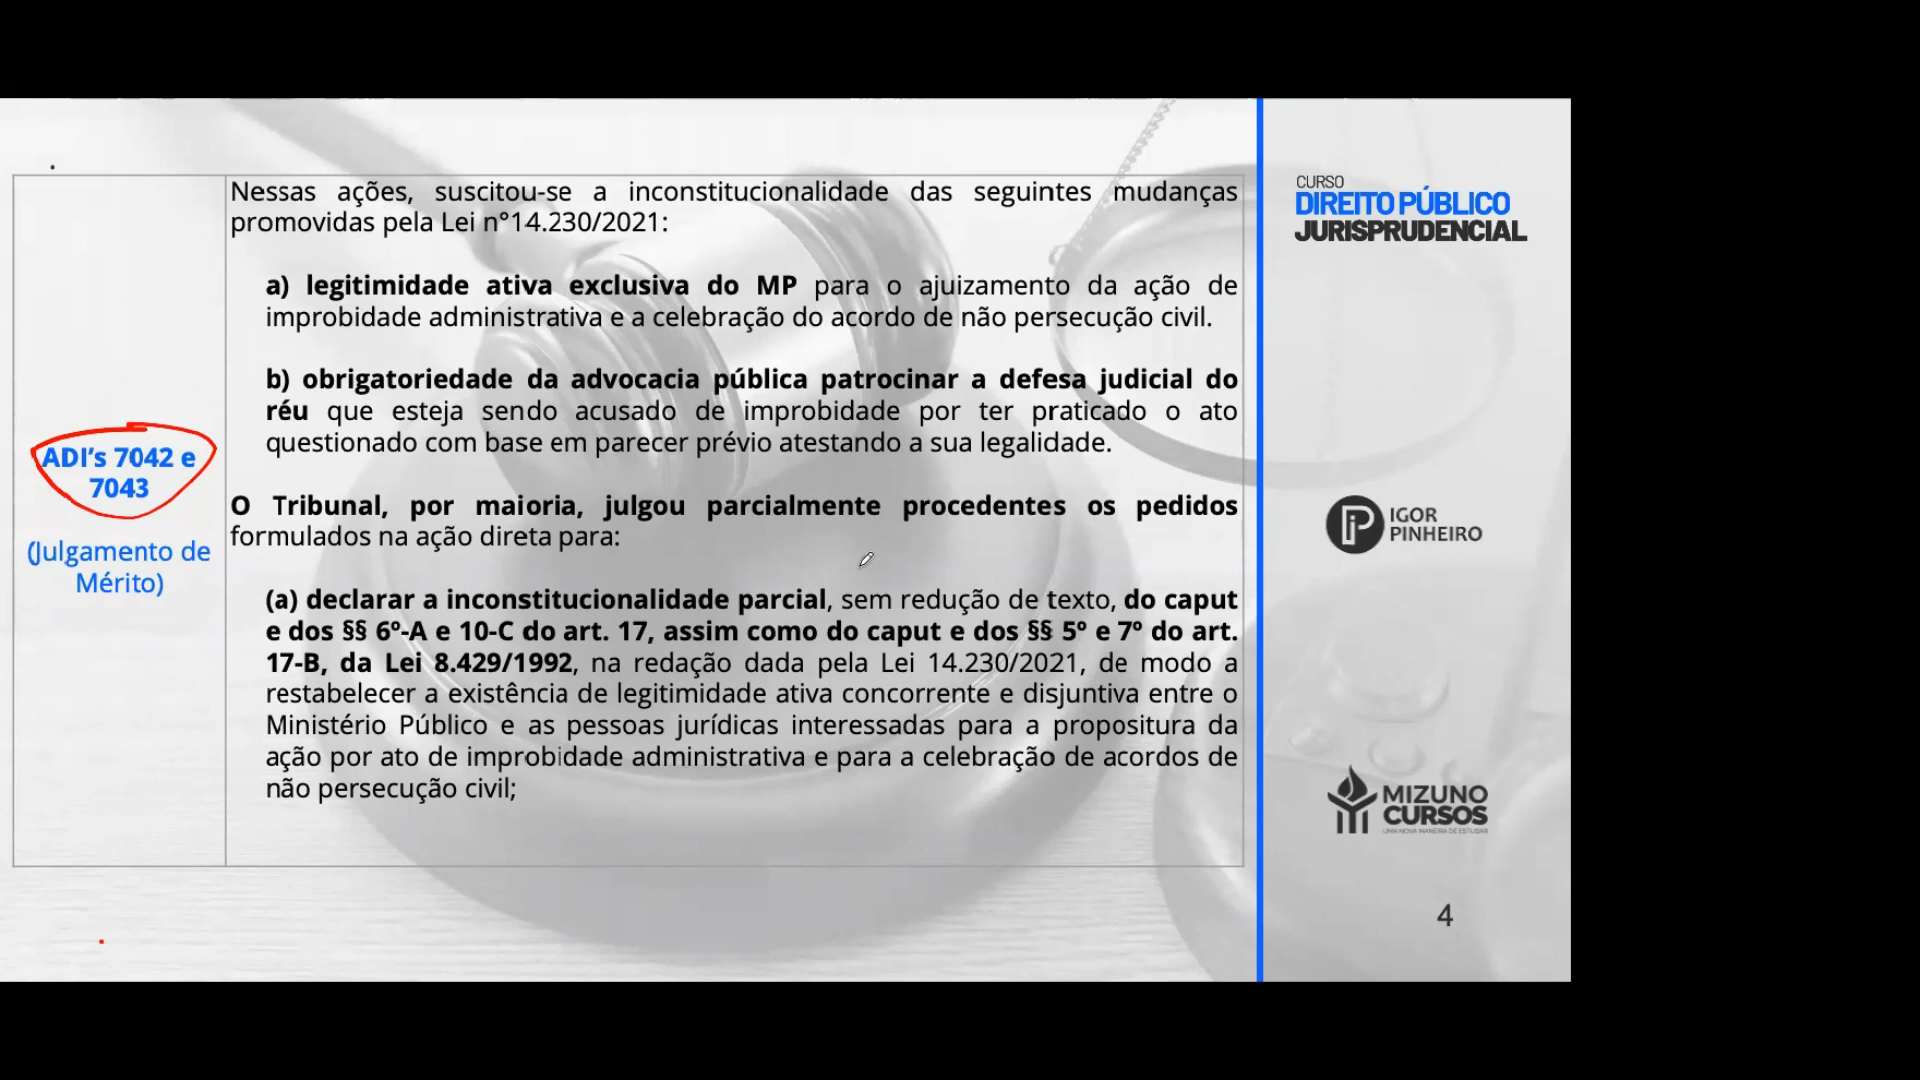 Nessas ações, suscitou-se a inconstitucionalidade das seguintes mudanças
promovidas pela Lei n°14.230/2021:
a) legitimidade ativa exclusiva do MP para o ajuizamento da ação de
improbidade administrativa e a celebração do acordo de não persecução civil.
b) obrigatoriedade da advocacia pública patrocinar a defesa judicial do
réu que esteja sendo acusado de improbidade por ter praticado o ato
questionado com base em parecer prévio atestando a sua legalidade.
ADI’s 7042 e
7043
(Julgamento de
Mérito)
O Tribunal, por maioria, julgou parcialmente procedentes os pedidos
formulados na ação direta para:
(a) declarar a inconstitucionalidade parcial, sem redução de texto, do caput
e dos §§ 6º-A e 10-C do art. 17, assim como do caput e dos §§ 5º e 7º do art.
17-B, da Lei 8.429/1992, na redação dada pela Lei 14.230/2021, de modo a
restabelecer a existência de legitimidade ativa concorrente e disjuntiva entre o
Ministério Público e as pessoas jurídicas interessadas para a propositura da
ação por ato de improbidade administrativa e para a celebração de acordos de
não persecução civil;
CURSO
DIREITO PÚBLICO
JURISPRUDENCIAL
IGOR
PINHEIRO
MIZUNO
CURSOS
UMA NOVA MANEIRA DE ESTUDAR
4